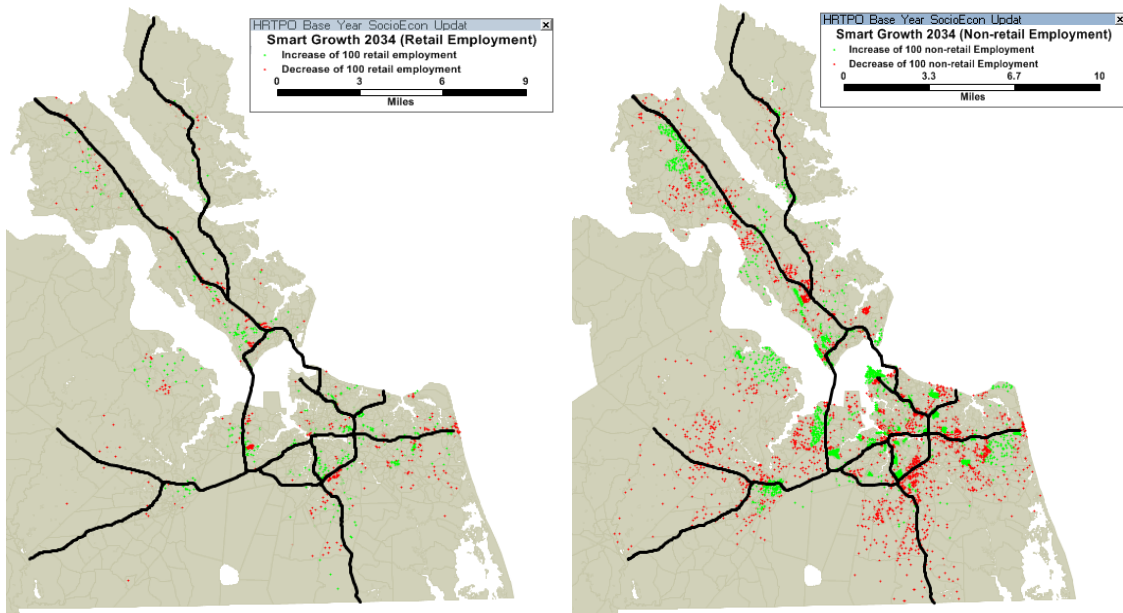 HRTPO Base Year SocioEcon Updat
Smart Growth 2034 (Retail Employment)
Increase of 100 retail employment
Decrease of 100 retail employment
0 3 6 9
Miles
HRTPO Base Year SocioEcon Updat
Smart Growth 2034 (Non-retail Employment)
Increase of 100 non-retail Employment
Decrease of 100 non-retail Employment
0 3.3 6.7 10
Miles